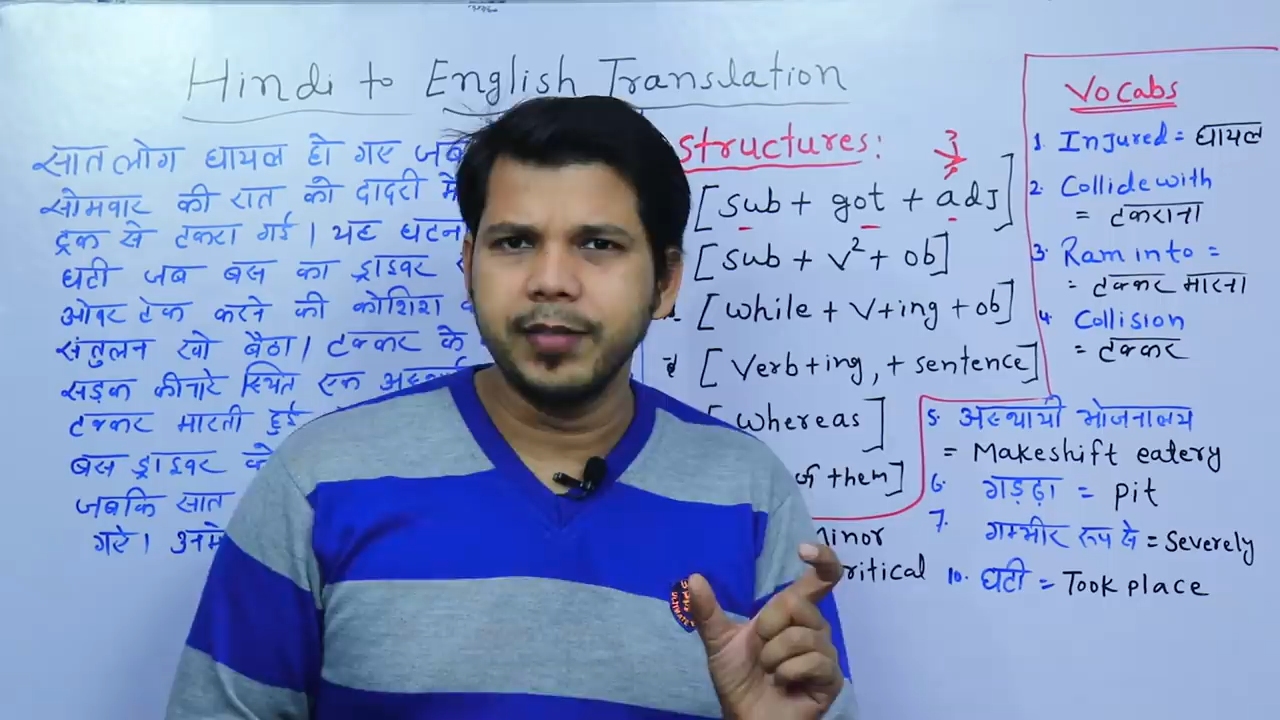 Hindi to English Translation
सात लोग घायल हो गए जब
सोमवार की रात को दादरी में
ट्रक से टकरा गई। यह घटना
घटी जब बस का ड्राइवर
ओवर टेक करने की कोशिश
संतुलन खो बैठा। टक्कर के
सड़क कीनारे स्थित एक
टक्कर मारती हुई
बस ड्राइवर को
जबकि सात
गऐ। उनमे
structures:
[sub + got + adj]
[sub + v² + ob]
[while + v+ing + ob]
[Verb+ing, + sentence]
[whereas]
of them]
Minor
critical
Vocabs
1. Injured = घायल
2. Collide with
= टकराना
3. Ram into =
= टक्कर मारना
4. Collision
= टक्कर
5. अस्थायी भोजनालय
= Makeshift eatery
6. गड़ढ़ा = pit
7. गम्भीर रूप से = Severely
10. घटी = Took place